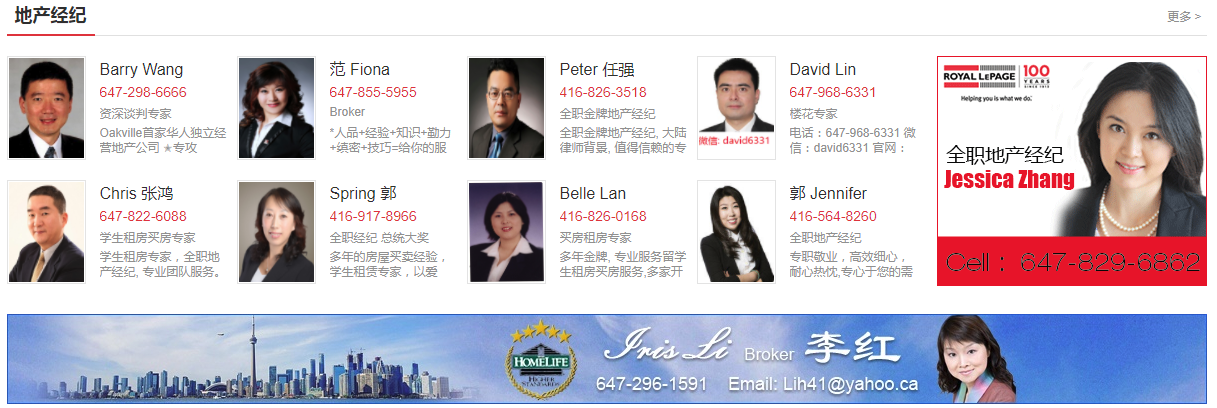 地产经纪
更多 >
Barry Wang
647-298-6666
资深谈判专家
Oakville首家华人独立经
营地产公司 ★专攻
范 Fiona
647-855-5955
Broker
*人品+经验+知识+勤力
+缜密+技巧=给你的服
Peter 任强
416-826-3518
全职金牌地产经纪
全职金牌地产经纪, 大陆
律师背景, 值得信赖的专
David Lin
647-968-6331
楼花专家
电话：647-968-6331 微
信：david6331 官网：
微信: david6331
Chris 张鸿
647-822-6088
学生租房买房专家
学生租房专家，全职地
产经纪, 专业团队服务。
Spring 郭
416-917-8966
全职经纪 总统大奖
多年的房屋买卖经验，
学生租赁专家，以爱
Belle Lan
416-826-0168
买房租房专家
多年金牌, 专业服务留学
生租房买房服务,多家开
郭 Jennifer
416-564-8260
全职地产经纪
专职敬业，高效细心，
耐心热忱,专心于您的需
ROYAL LEPAGE
100
YEARS
SINCE 1913
Helping you is what we do.
全职地产经纪
Jessica Zhang
Cell： 647-829-6862
HOMELIFE
HIGHER
STANDARDS
Iris Li Broker 李红
647-296-1591 Email: Lih41@yahoo.ca